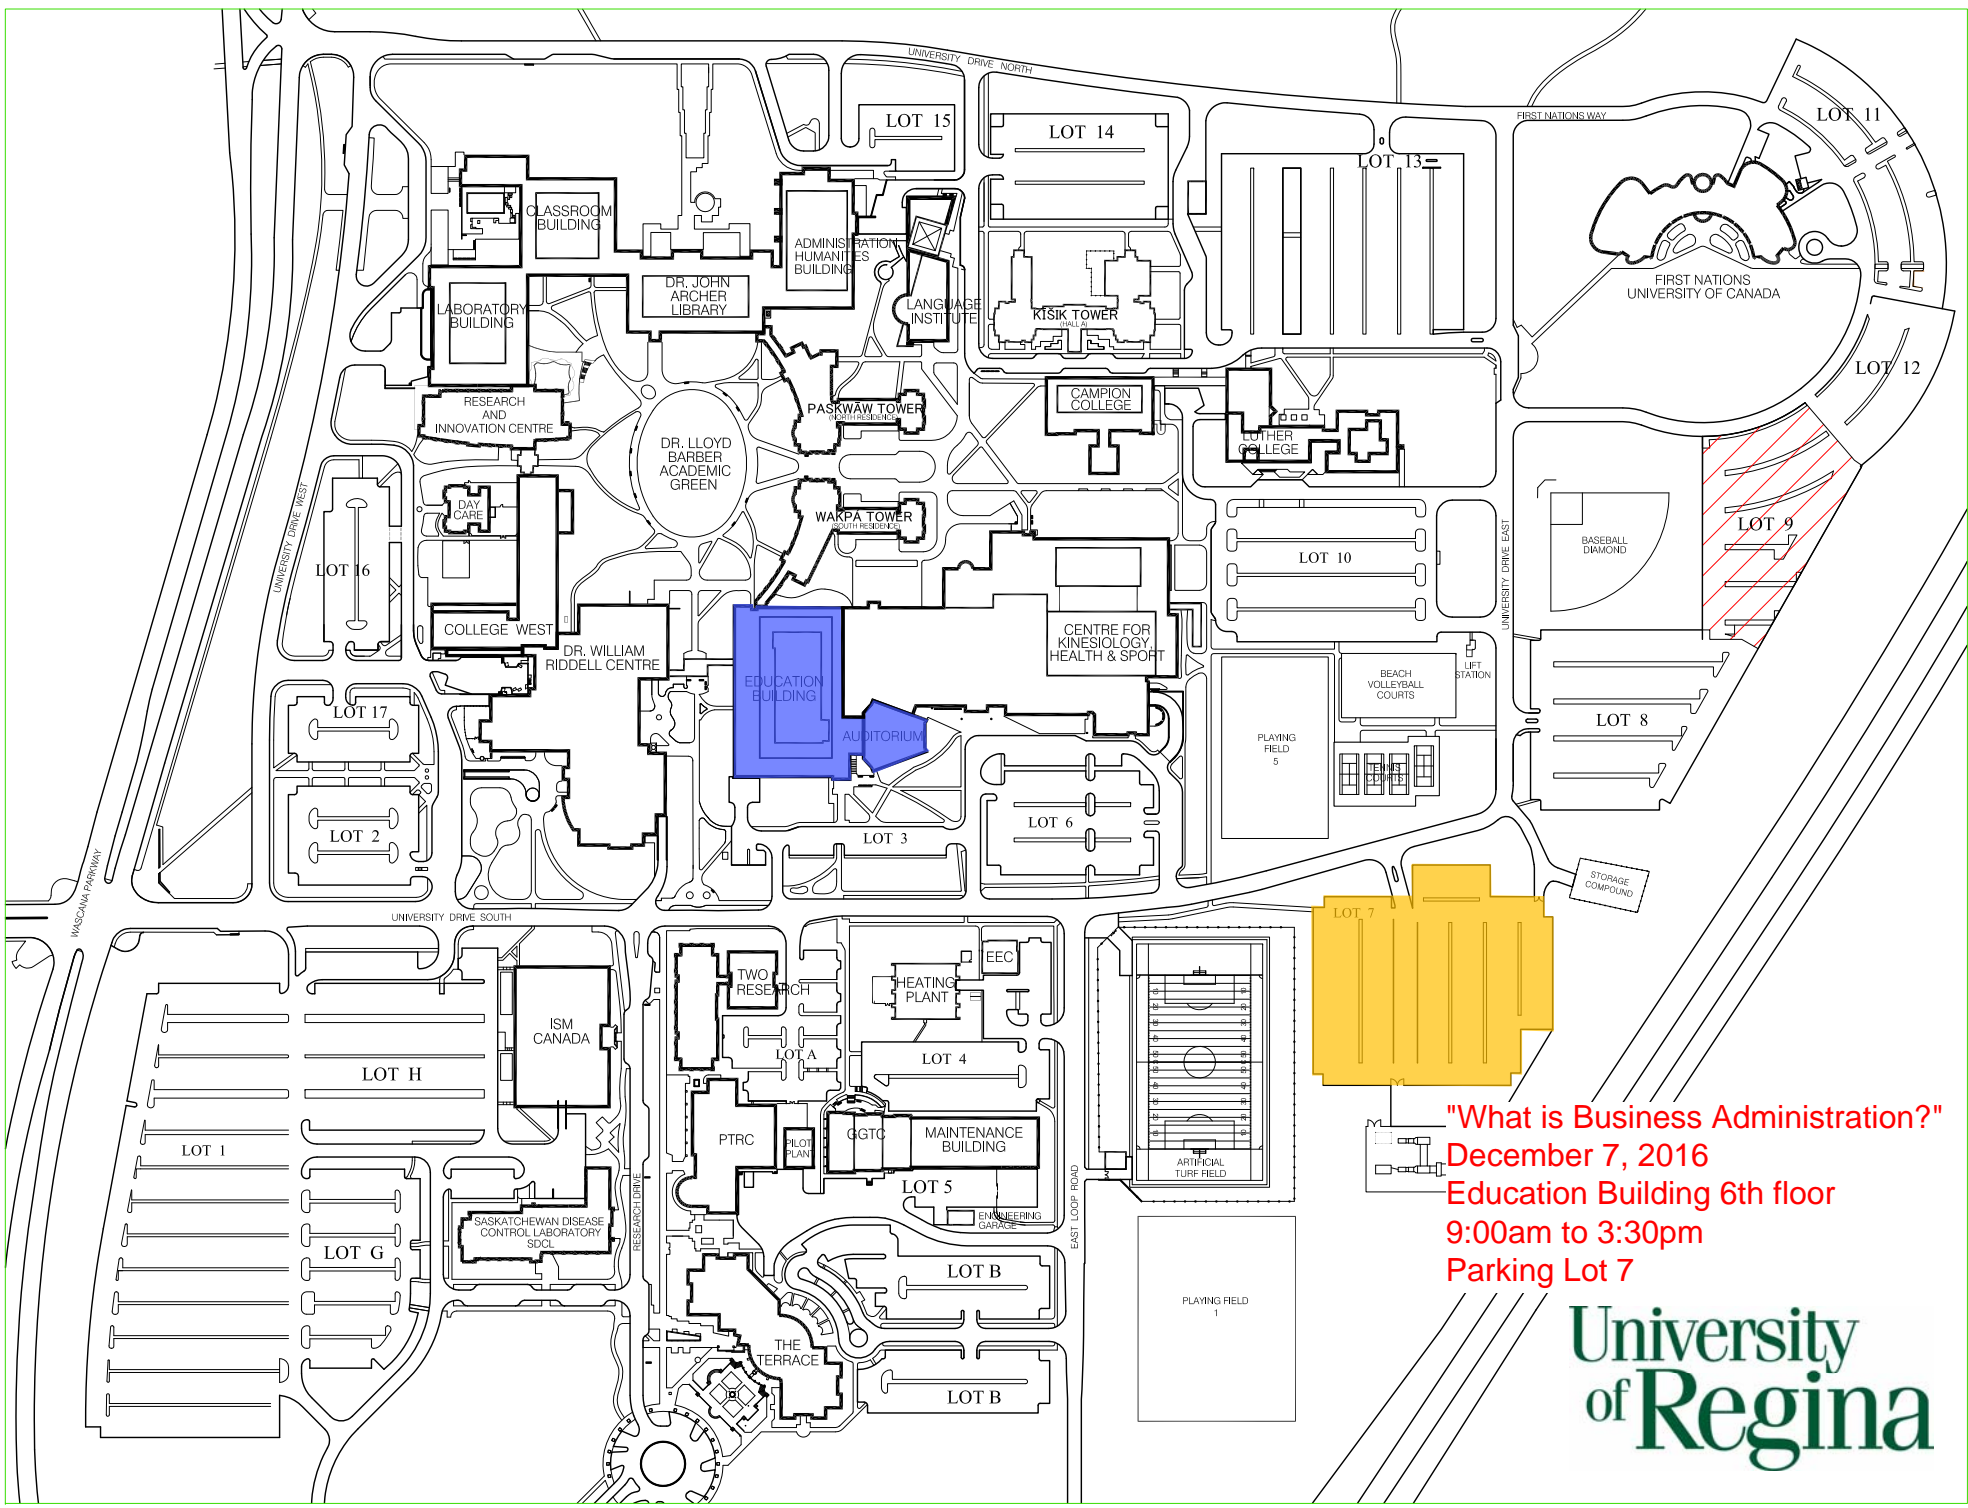 UNIVERSITY DRIVE NORTH
FIRST NATIONS WAY
LOT 11
LOT 15
LOT 14
LOT 13
CLASSROOM
BUILDING
ADMINISTRATION
HUMANITIES
BUILDING
DR. JOHN
ARCHER
LIBRARY
LABORATORY
BUILDING
LANGUAGE
INSTITUTE
KĪŠIK TOWER
(HALL A)
FIRST NATIONS
UNIVERSITY OF CANADA
LOT 12
RESEARCH
AND
INNOVATION CENTRE
PASKWĀW TOWER
(NORTH RESIDENCE)
CAMPION
COLLEGE
LUTHER
COLLEGE
DR. LLOYD
BARBER
ACADEMIC
GREEN
DAY
CARE
WAKPÁ TOWER
(SOUTH RESIDENCE)
UNIVERSITY DRIVE WEST
LOT 16
LOT 10
UNIVERSITY DRIVE EAST
BASEBALL
DIAMOND
LOT 9
COLLEGE WEST
DR. WILLIAM
RIDDELL CENTRE
EDUCATION
BUILDING
AUDITORIUM
CENTRE FOR
KINESIOLOGY,
HEALTH & SPORT
BEACH
VOLLEYBALL
COURTS
LIFT
STATION
LOT 17
LOT 8
PLAYING
FIELD
5
TENNIS
COURTS
LOT 2
LOT 3
LOT 6
STORAGE
COMPOUND
WASCANA PARKWAY
UNIVERSITY DRIVE SOUTH
LOT 7
TWO
RESEARCH
HEATING
PLANT
EEC
ISM
CANADA
LOT A
LOT 4
LOT H
LOT 1
PTRC
PILOT
PLANT
GGTC
MAINTENANCE
BUILDING
ARTIFICIAL
TURF FIELD
LOT 5
ENGINEERING
GARAGE
EAST LOOP ROAD
RESEARCH DRIVE
SASKATCHEWAN DISEASE
CONTROL LABORATORY
SDCL
LOT G
LOT B
PLAYING FIELD
1
THE
TERRACE
LOT B
"What is Business Administration?"
December 7, 2016
Education Building 6th floor
9:00am to 3:30pm
Parking Lot 7
University
of Regina